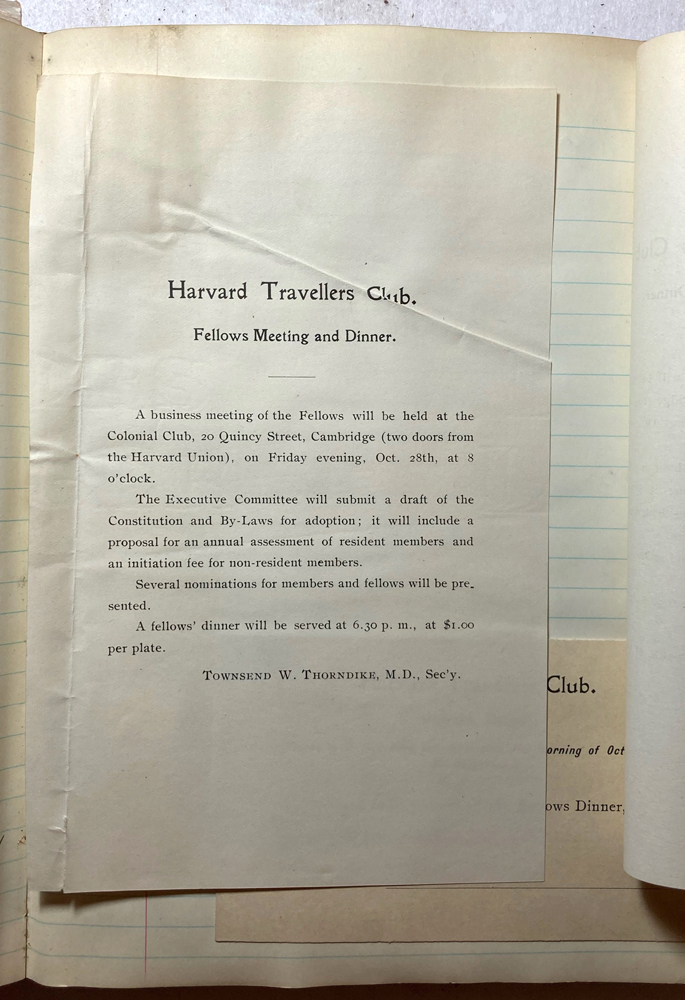 Harvard Travellers Club.
Fellows Meeting and Dinner.
A business meeting of the Fellows will be held at the
Colonial Club, 20 Quincy Street, Cambridge (two doors from
the Harvard Union), on Friday evening, Oct. 28th, at 8
o'clock.
The Executive Committee will submit a draft of the
Constitution and By-Laws for adoption; it will include a
proposal for an annual assessment of resident members and
an initiation fee for non-resident members.
Several nominations for members and fellows will be pre-
sented.
A fellows' dinner will be served at 6.30 p. m., at $1.00
per plate.
Townsend W. Thorndike, M.D., Sec'y.
Club.
orning of Oct
ows Dinner,